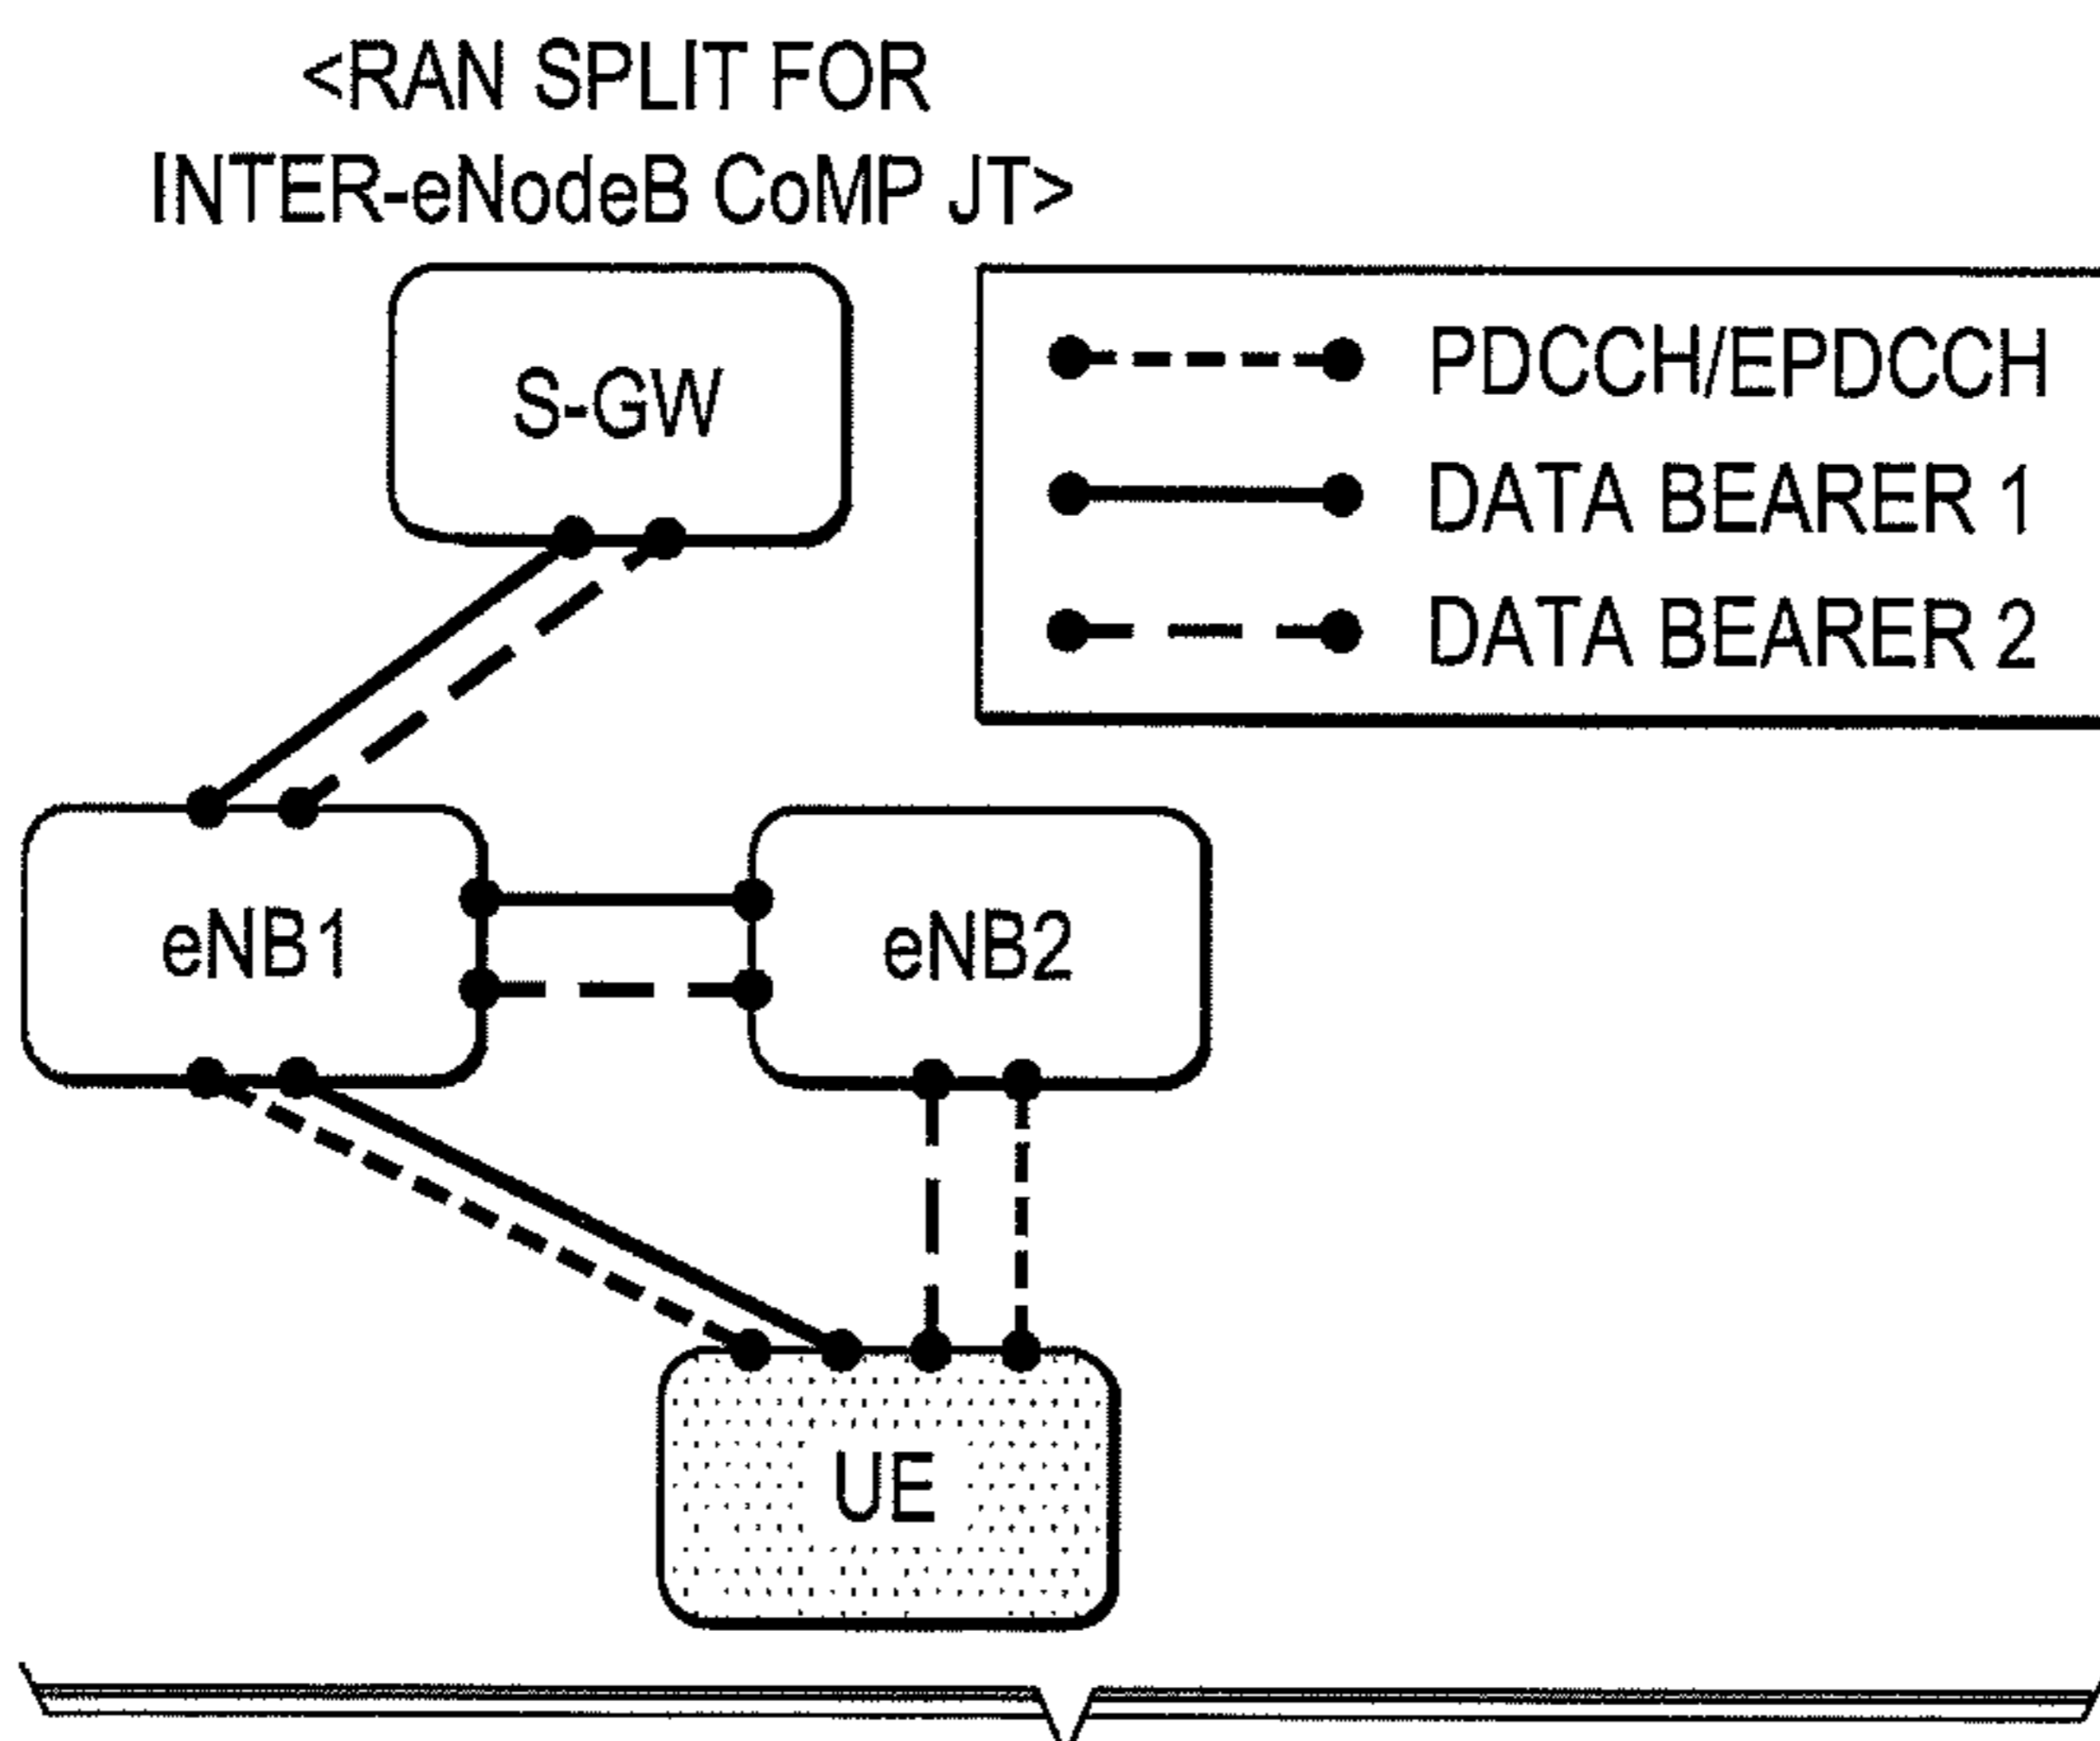 <RAN SPLIT FOR
INTER-eNodeB CoMP JT>
S-GW
PDCCH/EPDCCH
DATA BEARER 1
DATA BEARER 2
eNB1
eNB2
UE